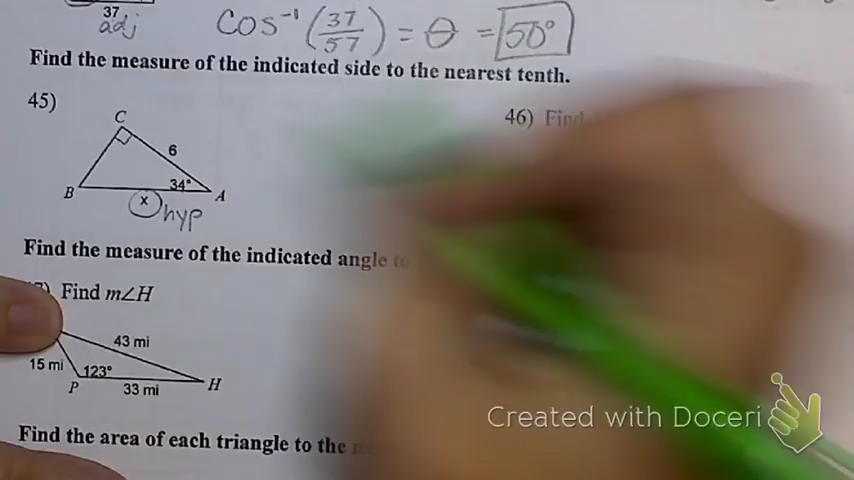 37
adj
cos⁻¹ (37/57) = θ = 50°
Find the measure of the indicated side to the nearest tenth.
45)
46) Find
C
6
34°
B
x
A
hyp
Find the measure of the indicated angle to
Find m∠H
43 mi
15 mi
123°
P
33 mi
H
Created with Doceri
Find the area of each triangle to the